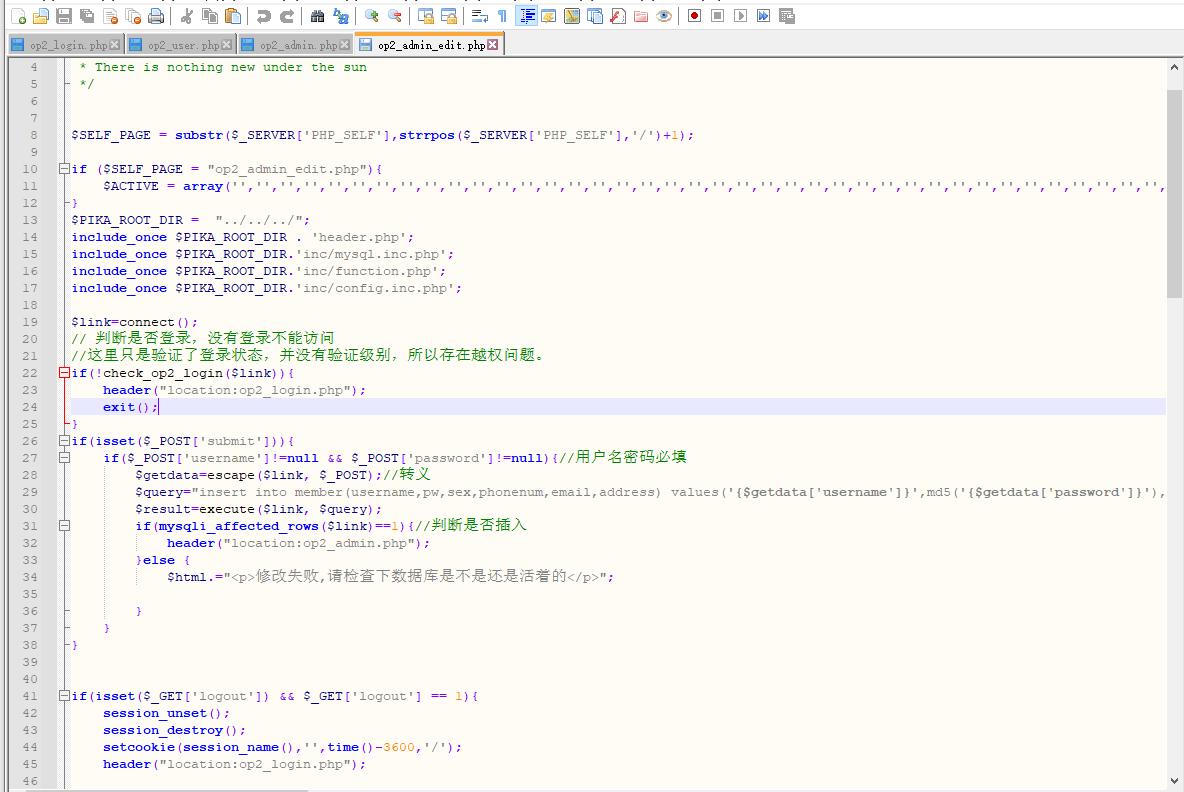 op2_login.php
op2_user.php
op2_admin.php
op2_admin_edit.php
4 * There is nothing new under the sun
5 */
6
7
8 $SELF_PAGE = substr($_SERVER['PHP_SELF'],strrpos($_SERVER['PHP_SELF'],'/')+1);
9
10 if ($SELF_PAGE = "op2_admin_edit.php"){
11 $ACTIVE = array('','','','','','','','','','','','','','','','','','','','','','','','','','','','','','','','','','','','','','','',
12 }
13 $PIKA_ROOT_DIR =  "../../../";
14 include_once $PIKA_ROOT_DIR . 'header.php';
15 include_once $PIKA_ROOT_DIR.'inc/mysql.inc.php';
16 include_once $PIKA_ROOT_DIR.'inc/function.php';
17 include_once $PIKA_ROOT_DIR.'inc/config.inc.php';
18
19 $link=connect();
20 // 判断是否登录，没有登录不能访问
21 //这里只是验证了登录状态，并没有验证级别，所以存在越权问题。
22 if(!check_op2_login($link)){
23 header("location:op2_login.php");
24 exit();
25 }
26 if(isset($_POST['submit'])){
27 if($_POST['username']!=null && $_POST['password']!=null){//用户名密码必填
28 $getdata=escape($link, $_POST);//转义
29 $query="insert into member(username,pw,sex,phonenum,email,address) values('{$getdata['username']}',md5('{$getdata['password']}'),
30 $result=execute($link, $query);
31 if(mysqli_affected_rows($link)==1){//判断是否插入
32 header("location:op2_admin.php");
33 }else {
34 $html.="<p>修改失败,请检查下数据库是不是还是活着的</p>";
35
36 }
37 }
38 }
39
40
41 if(isset($_GET['logout']) && $_GET['logout'] == 1){
42 session_unset();
43 session_destroy();
44 setcookie(session_name(),'',time()-3600,'/');
45 header("location:op2_login.php");
46